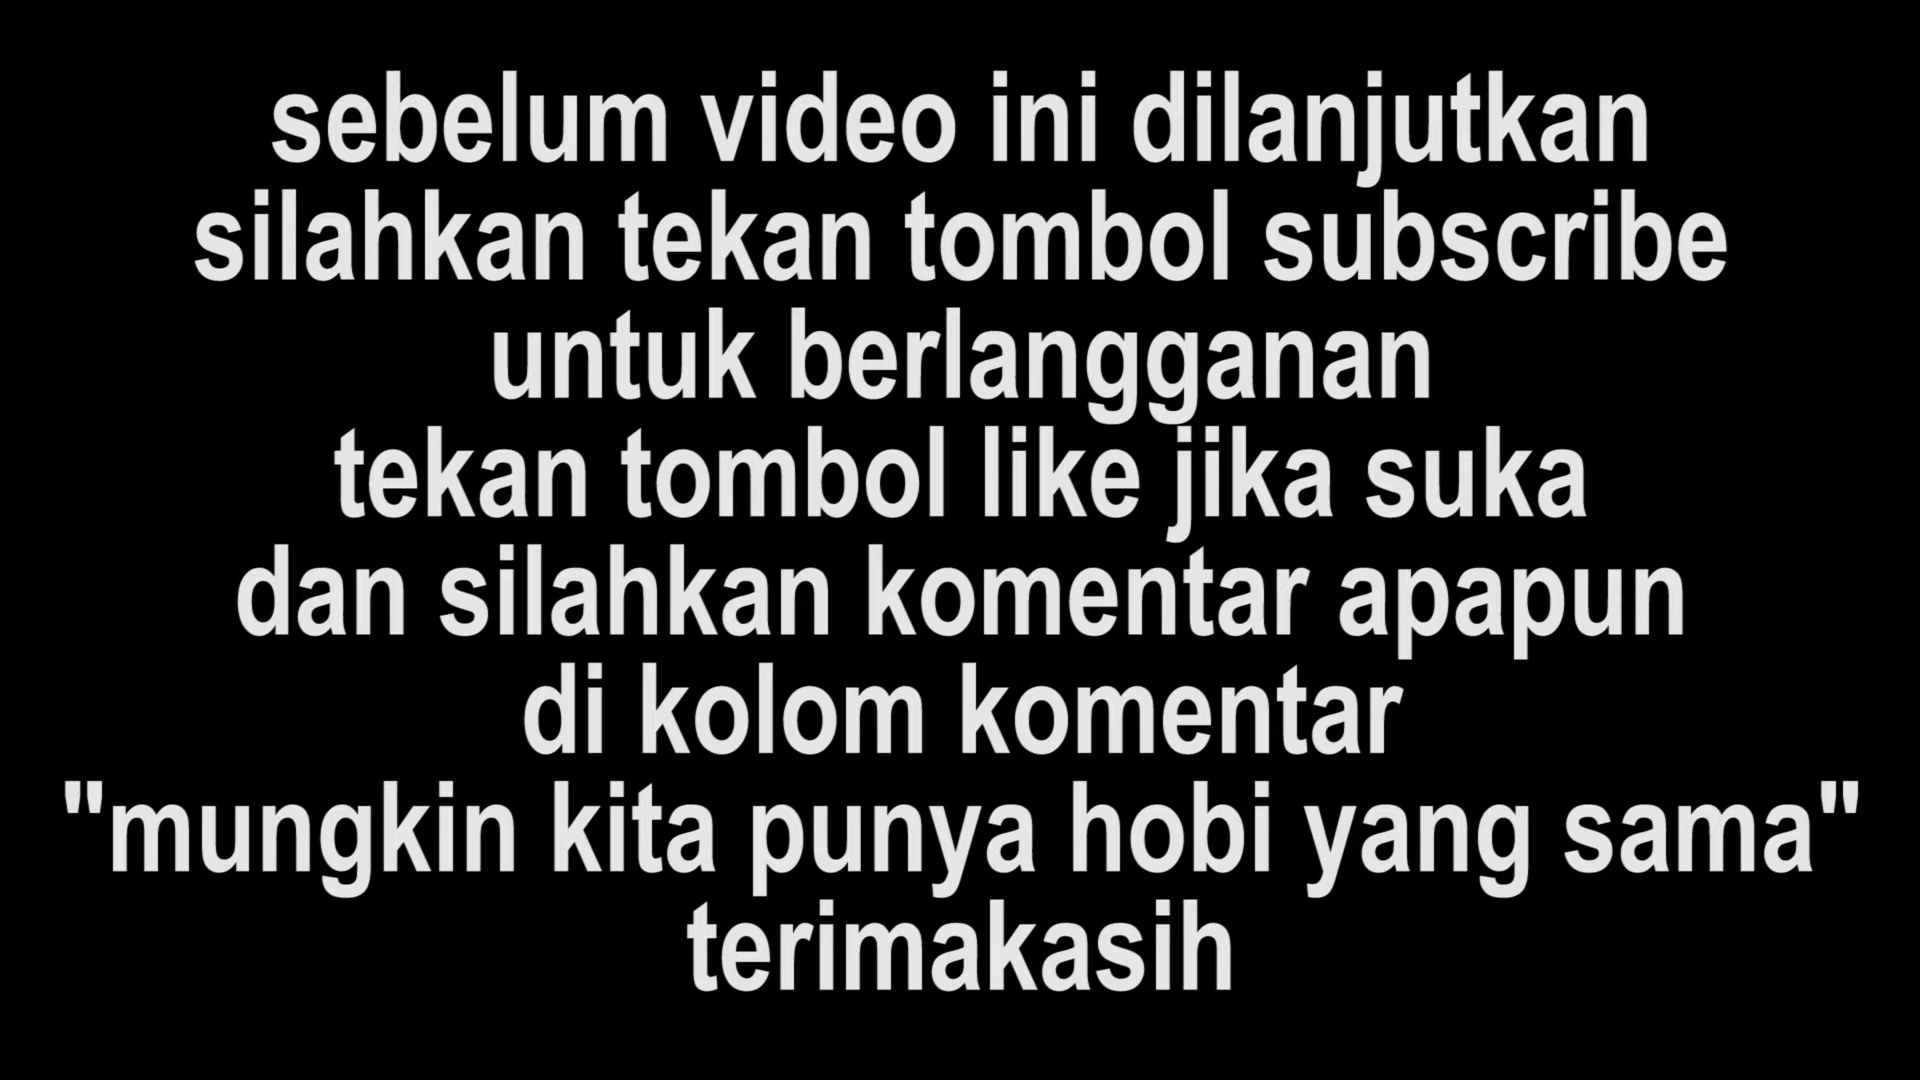 sebelum video ini dilanjutkan
silahkan tekan tombol subscribe
untuk berlangganan
tekan tombol like jika suka
dan silahkan komentar apapun
di kolom komentar
"mungkin kita punya hobi yang sama"
terimakasih